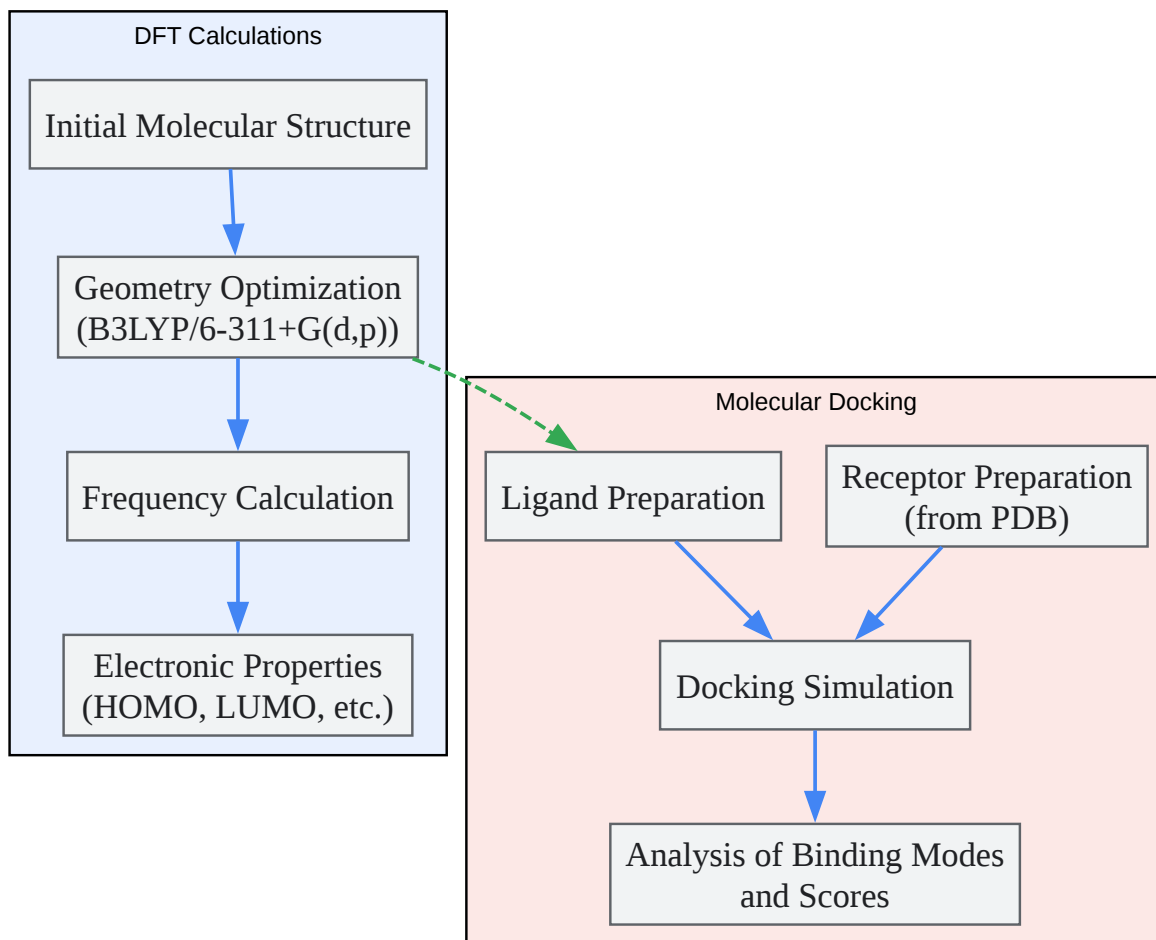 DFT Calculations
Initial Molecular Structure
Geometry Optimization
(B3LYP/6-311+G(d,p))
Frequency Calculation
Electronic Properties
(HOMO, LUMO, etc.)
Molecular Docking
Ligand Preparation
Receptor Preparation
(from PDB)
Docking Simulation
Analysis of Binding Modes
and Scores